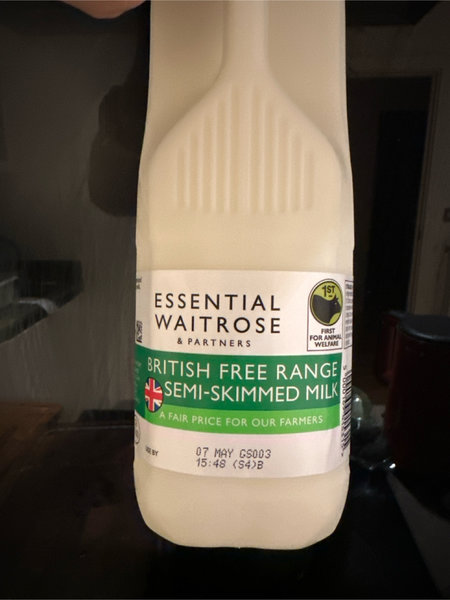 ESSENTIAL
WAITROSE
& PARTNERS
1ST
FIRST
FOR ANIMAL
WELFARE
BRITISH FREE RANGE
SEMI-SKIMMED MILK
A FAIR PRICE FOR OUR FARMERS
BY
07 MAY GS003
15:48 (S4)B